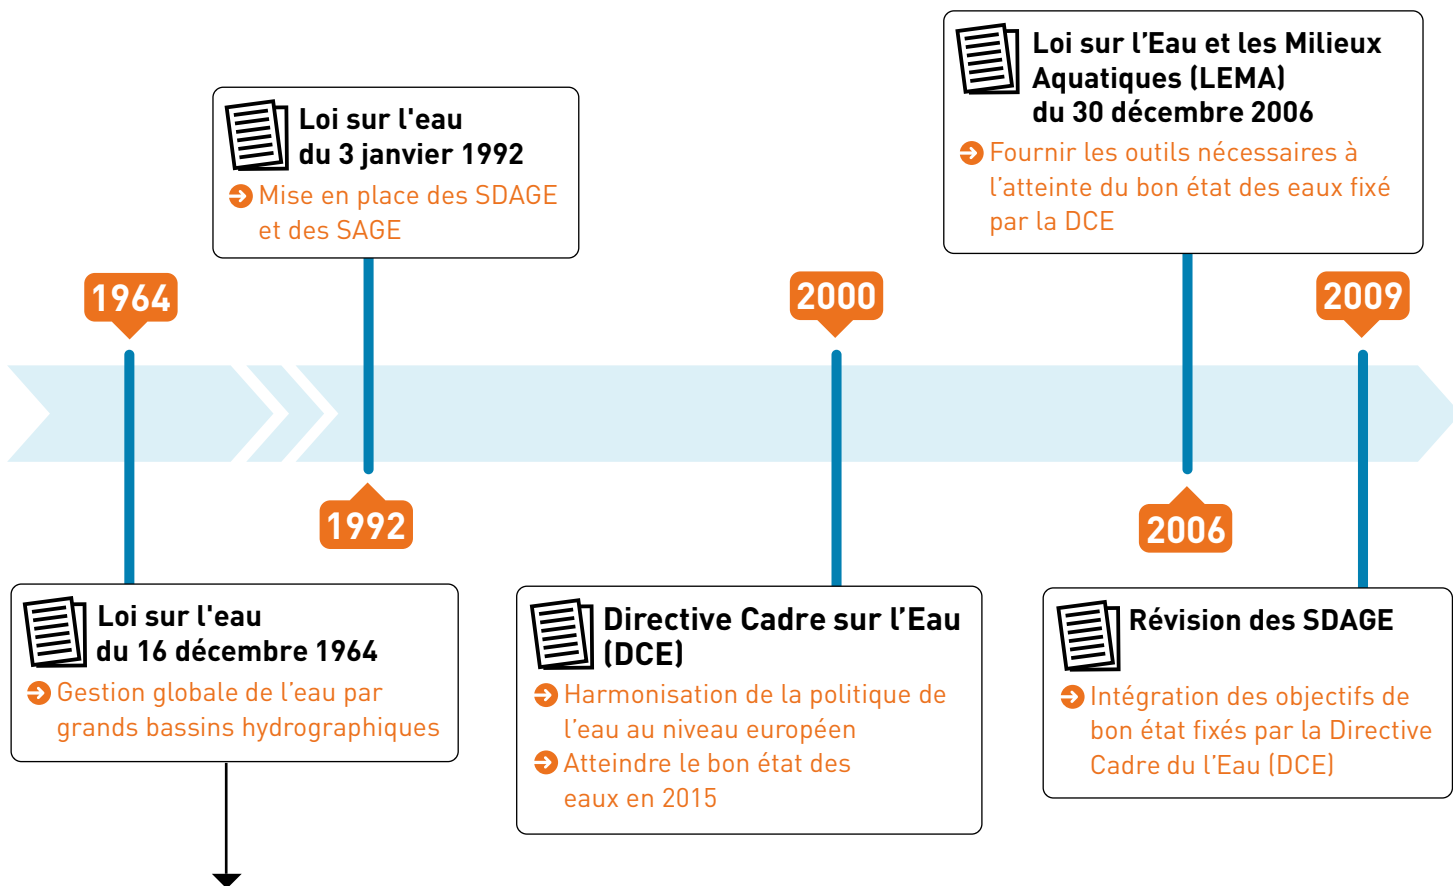 Loi sur l'Eau et les Milieux
Aquatiques (LEMA)
du 30 décembre 2006
Fournir les outils nécessaires à
l'atteinte du bon état des eaux fixé
par la DCE
Loi sur l'eau
du 3 janvier 1992
Mise en place des SDAGE
et des SAGE
1964
2000
2009
1992
2006
Loi sur l'eau
du 16 décembre 1964
Gestion globale de l'eau par
grands bassins hydrographiques
Directive Cadre sur l'Eau
(DCE)
Harmonisation de la politique de
l'eau au niveau européen
Atteindre le bon état des
eaux en 2015
Révision des SDAGE
Intégration des objectifs de
bon état fixés par la Directive
Cadre du l'Eau (DCE)